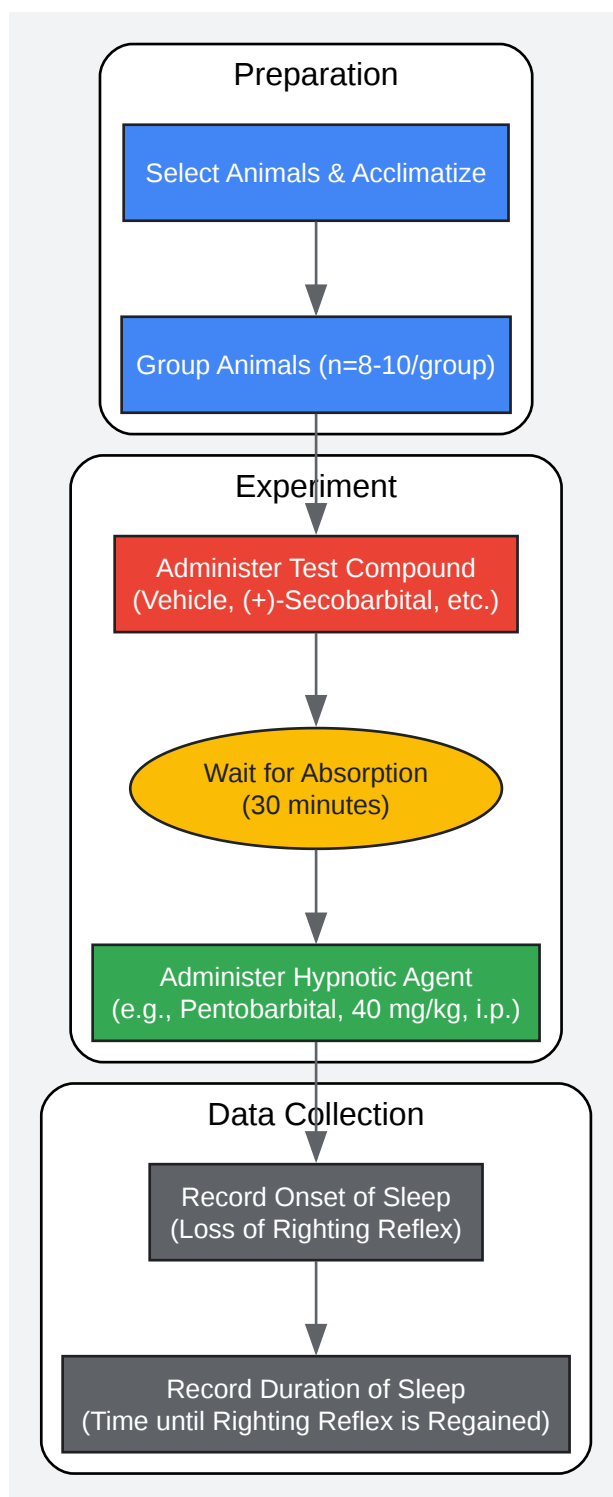 Preparation
Select Animals & Acclimatize
Group Animals (n=8-10/group)
Experiment
Administer Test Compound
(Vehicle, (+)-Secobarbital, etc.)
Wait for Absorption
(30 minutes)
Administer Hypnotic Agent
(e.g., Pentobarbital, 40 mg/kg, i.p.)
Data Collection
Record Onset of Sleep
(Loss of Righting Reflex)
Record Duration of Sleep
(Time until Righting Reflex is Regained)